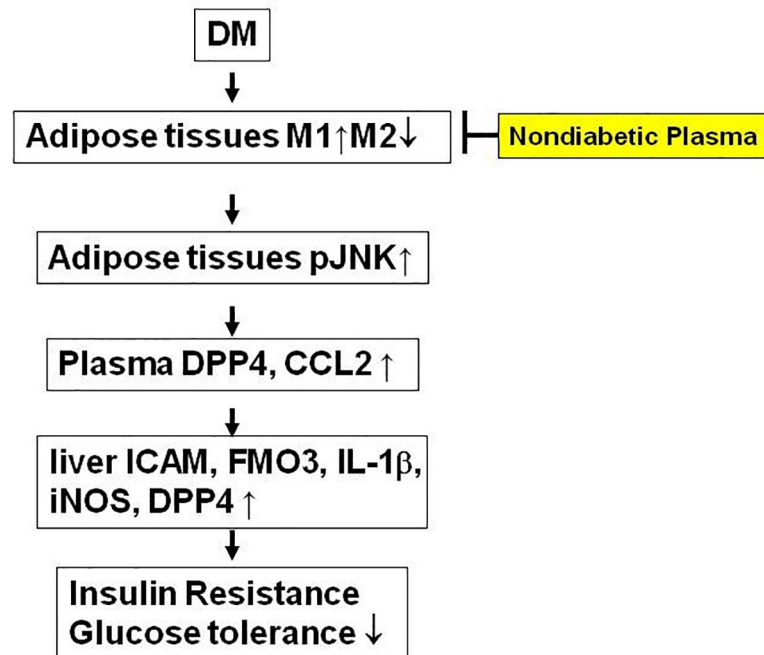 DM
Adipose tissues M1↑M2↓
Nondiabetic Plasma
Adipose tissues pJNK↑
Plasma DPP4, CCL2↑
liver ICAM, FMO3, IL-1β,
iNOS, DPP4↑
Insulin Resistance
Glucose tolerance↓